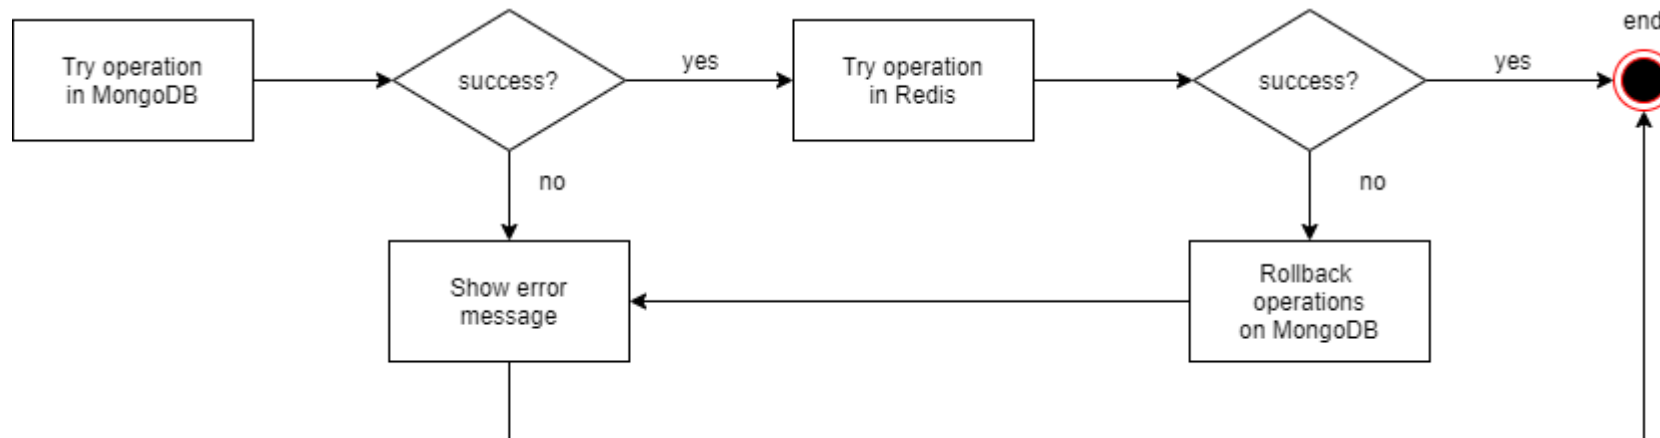 end
Try operation
in MongoDB
success?
yes
Try operation
in Redis
success?
yes
no
no
Show error
message
Rollback
operations
on MongoDB